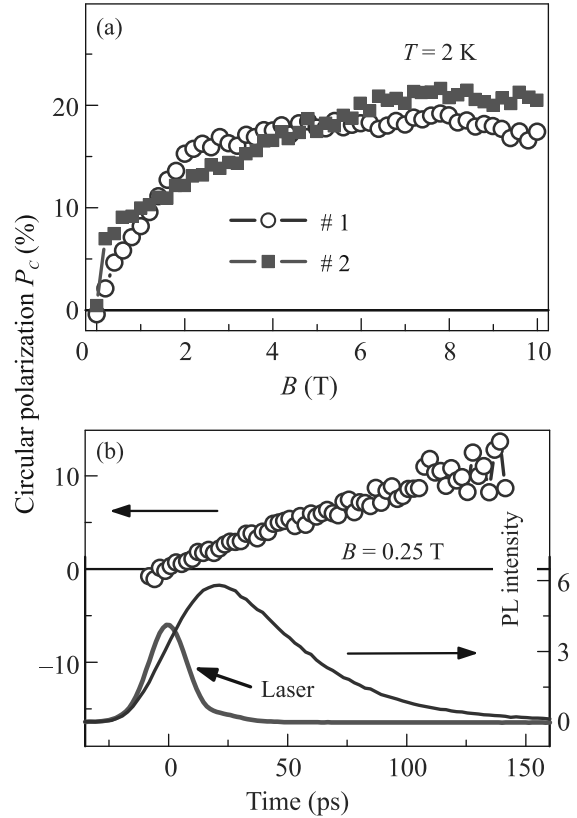 (a)
T = 2 K
20
10
0
# 1
# 2
0 2 4 6 8 10
B (T)
Circular polarization P_C (%)
(b)
10
0
−10
B = 0.25 T
PL intensity
6
3
0
Laser
0 50 100 150
Time (ps)